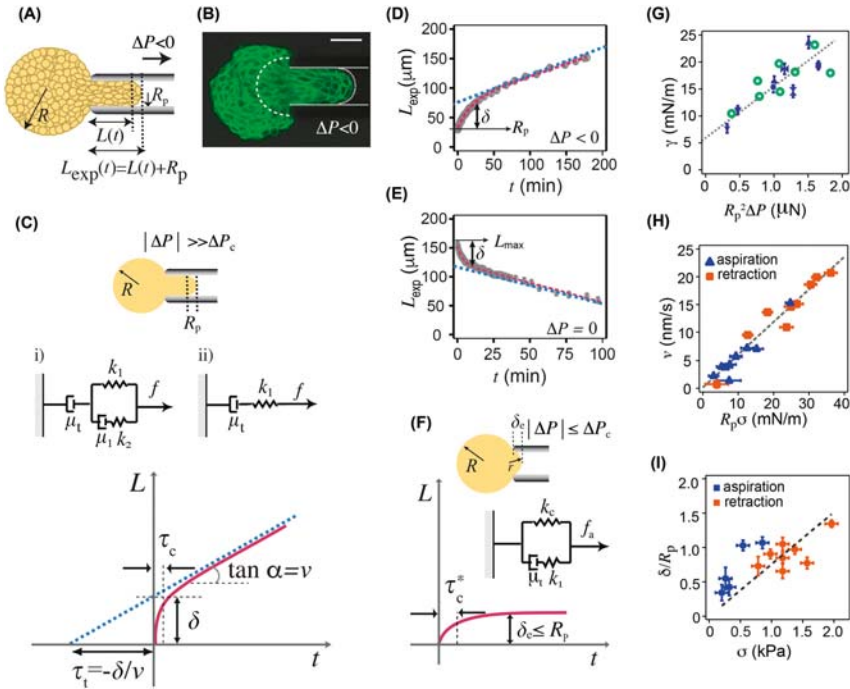 (A)
ΔP<0
R
Rp
L(t)
Lexp(t)=L(t)+Rp
(B)
ΔP<0
(C)
|ΔP| >>ΔPc
R
Rp
i)
k1
f
μt
μ1 k2
ii)
k1
f
μt
L
τc
tan α=v
δ
τt=-δ/v
t
(D)
Lexp(μm)
200
150
100
50
0
δ
Rp
ΔP < 0
0 50 100 150 200
t (min)
(E)
Lexp(μm)
200
150
100
50
0
Lmax
δ
ΔP = 0
0 25 50 75 100
t (min)
(F)
δe |ΔP| ≤ ΔPc
R
r
L
kc
fa
μt k1
τc*
δe≤ Rp
t
(G)
γ (mN/m)
25
20
15
10
5
0
0 0.5 1.0 1.5 2.0
Rp²ΔP (μN)
(H)
aspiration
retraction
v (nm/s)
25
20
15
10
5
0
0 10 20 30 40
Rpσ (mN/m)
(I)
aspiration
retraction
δ/Rp
2.0
1.5
1.0
0.5
0.0
0 0.5 1.0 1.5 2.0
σ (kPa)